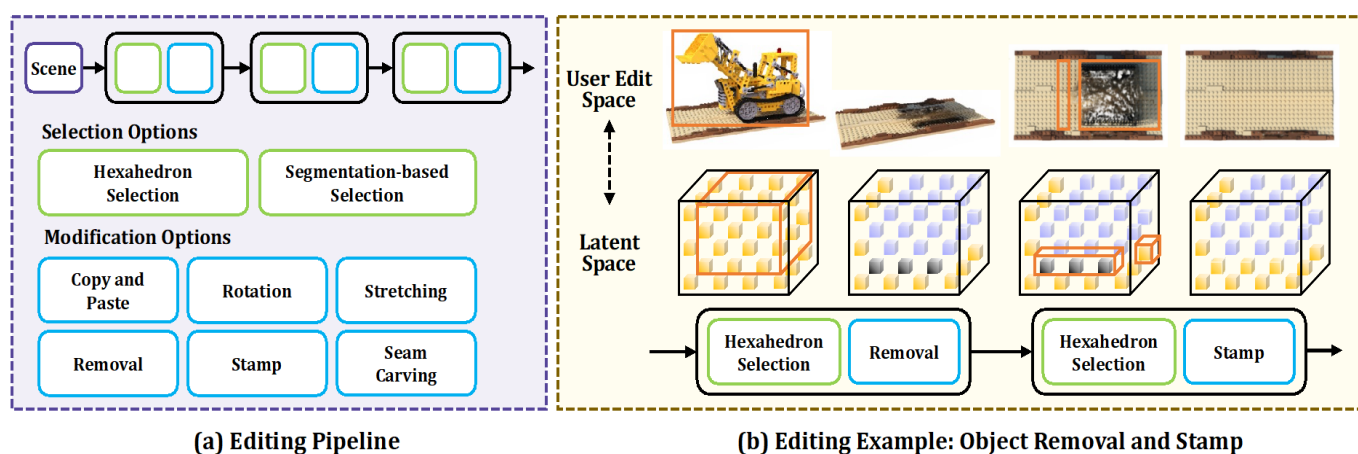 Scene
Selection Options
Hexahedron
Selection
Segmentation-based
Selection
Modification Options
Copy and
Paste
Rotation
Stretching
Removal
Stamp
Seam
Carving
(a) Editing Pipeline
User Edit
Space
Latent
Space
Hexahedron
Selection
Removal
Hexahedron
Selection
Stamp
(b) Editing Example: Object Removal and Stamp